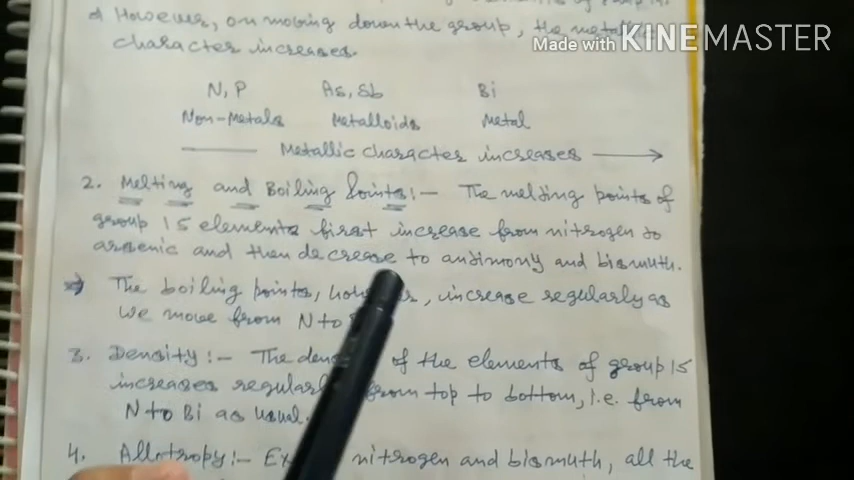 Made with KINEMASTER
However, on moving down the group, the metallic
character increases.
N, P As, Sb Bi
Non-Metals Metalloids Metal
Metallic character increases
2. Melting and Boiling Points :- The melting points of
group 15 elements first increase from nitrogen to
arsenic and then decrease to antimony and bismuth.
The boiling points, increase regularly as
we move from N to
3. Density :- The of the elements of group 15
increases from top to bottom, i.e. from
N to Bi as usual.
4. Allotropy :- nitrogen and bismuth, all the